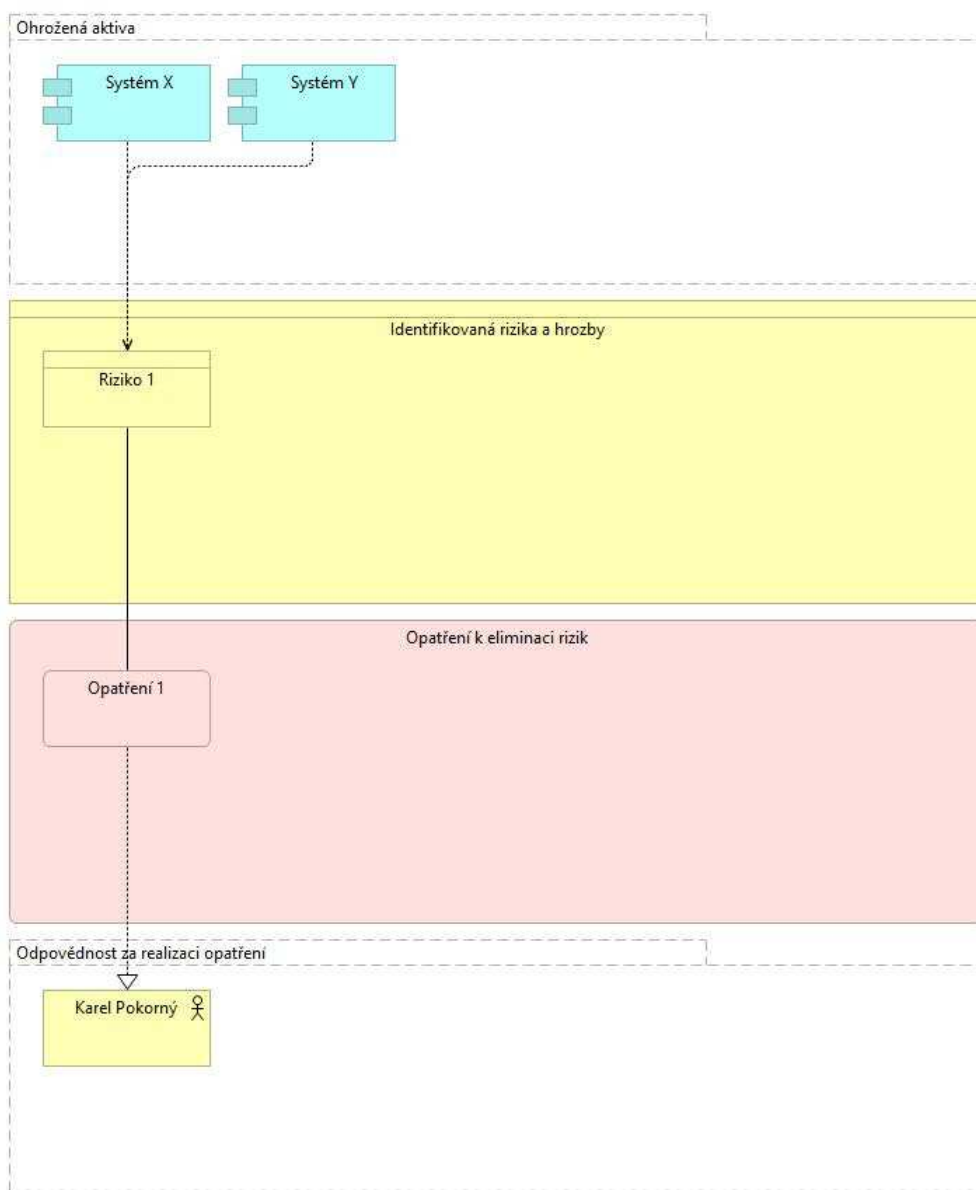 Ohrožená aktiva
Systém X
Systém Y
Identifikovaná rizika a hrozby
Riziko 1
Opatření k eliminaci rizik
Opatření 1
Odpovědnost za realizaci opatření
Karel Pokorný